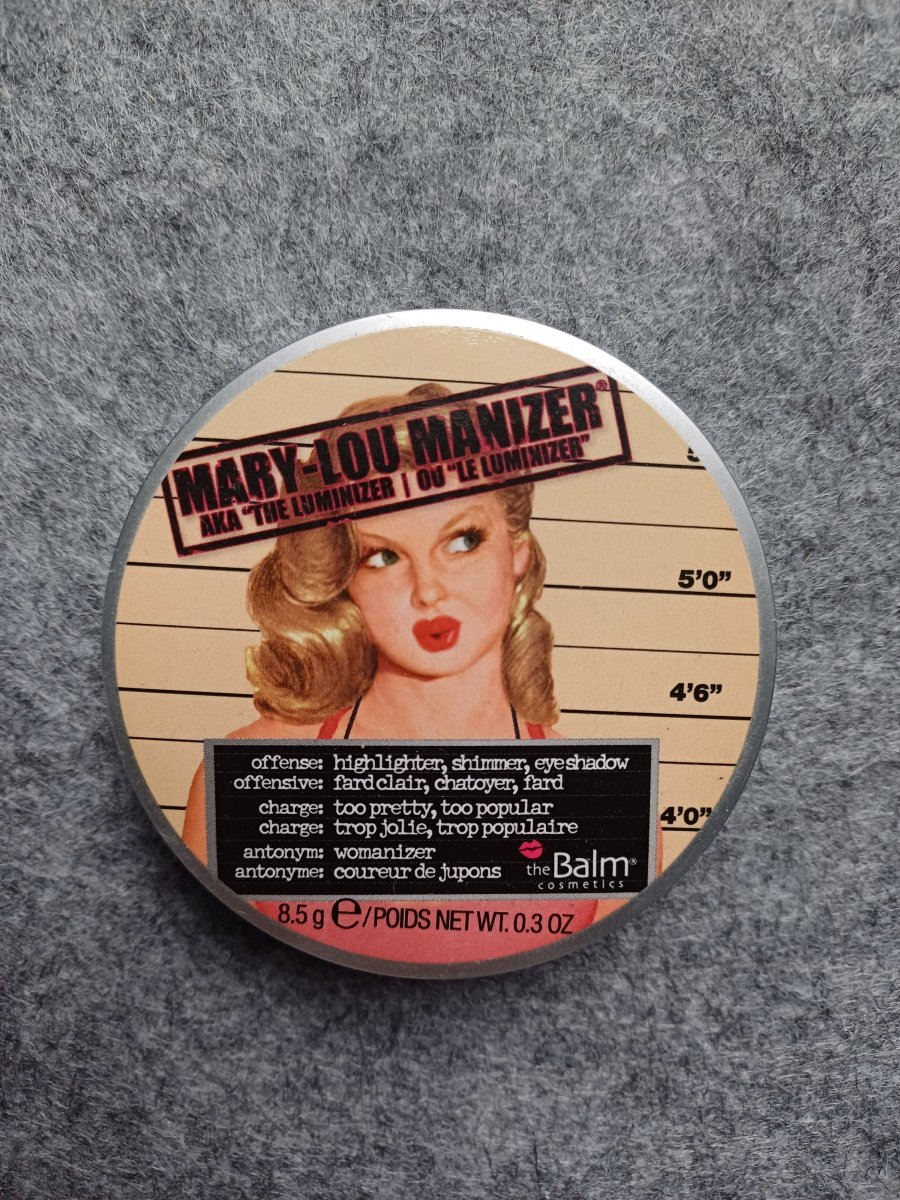 MARY-LOU MANIZER®
AKA "THE LUMINIZER | OU "LE LUMINIZER"
5'0"
4'6"
4'0"
offense: highlighter, shimmer, eyeshadow
offensive: fard clair, chatoyer, fard
charge: too pretty, too popular
charge: trop jolie, trop populaire
antonym: womanizer
antonyme: coureur de jupons
theBalm®
cosmetics
8.5 g ℮/POIDS NET WT. 0.3 OZ